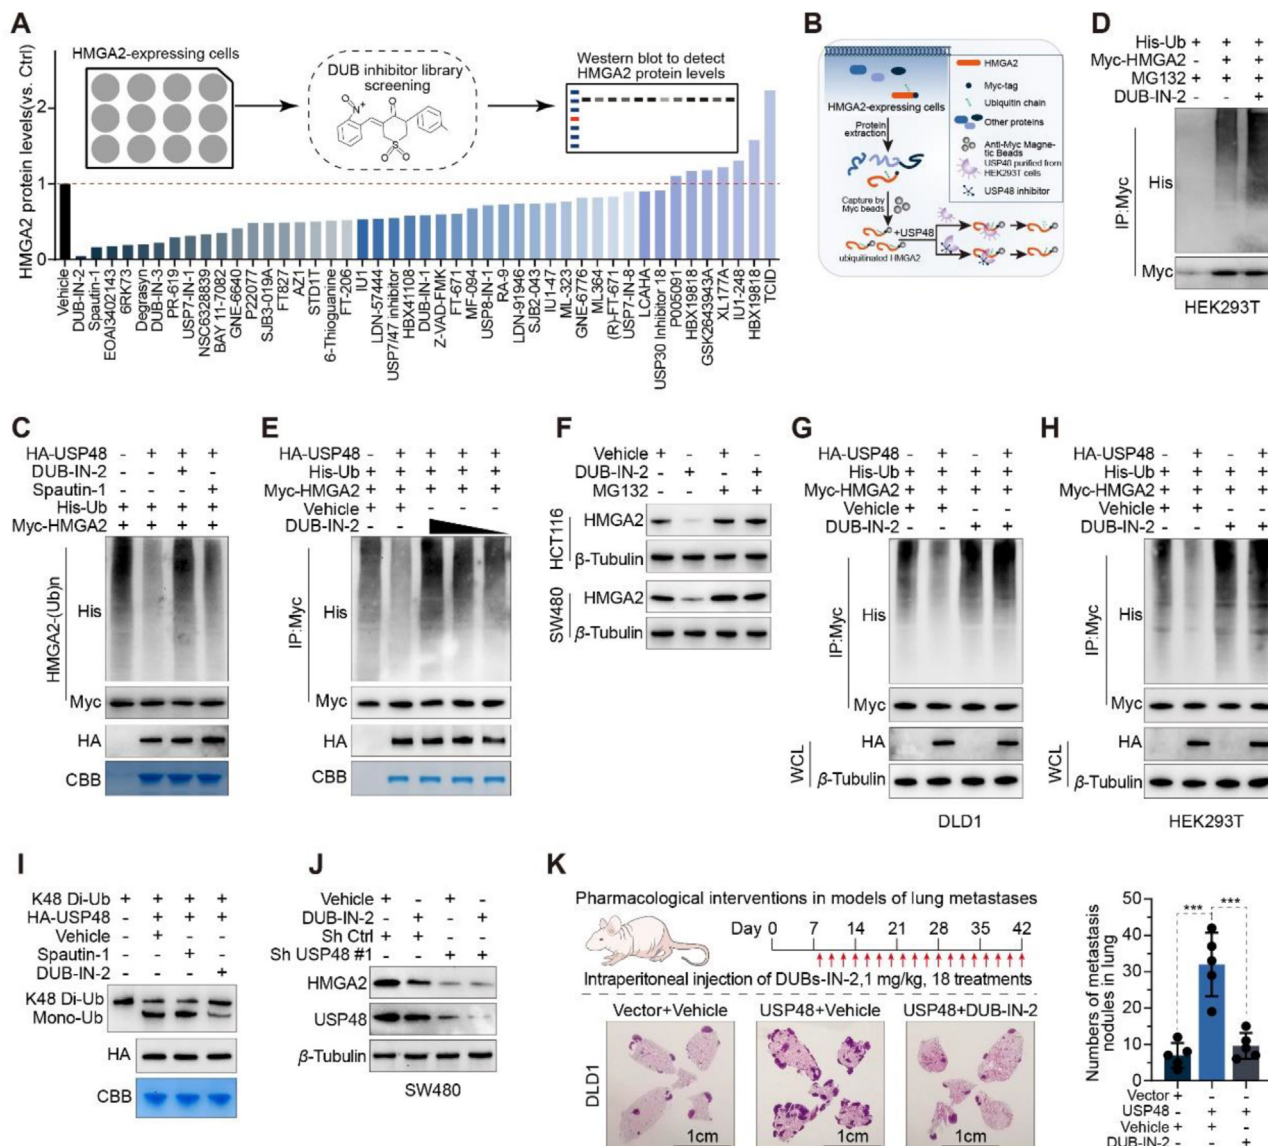 A
HMGA2-expressing cells
DUB inhibitor library
screening
Western blot to detect
HMGA2 protein levels
HMGA2 protein levels(vs. Ctrl)
2
1
0
Vehicle
DUB-IN-2
Spautin-1
EOAI3402143
6RK73
Degrasyn
DUB-IN-3
PR-619
USP7-IN-1
NSC6328839
BAY 11-7082
GNE-6640
P22077
SJB3-019A
FT827
AZ1
STD1T
6-Thioguanine
FT-206
IU1
LDN-57444
USP7/47 inhibitor
HBX41108
DUB-IN-1
Z-VAD-FMK
FT-671
MF-094
USP8-IN-1
RA-9
LDN-91946
SJB2-043
IU1-47
ML-323
GNE-6776
ML364
(R)-FT-671
USP7-IN-8
LCAHA
USP30 Inhibitor 18
P005091
HBX19818
GSK2643943A
XL177A
IU1-248
HBX19818
TCID
O
N+
-O
O
S
O
O
B
HMGA2-expressing cells
Protein
extraction
Capture by
Myc beads
+USP48
ubiquitinated HMGA2
HMGA2
Myc-tag
Ubiquitin chain
Other proteins
Anti-Myc Magne-
tic Beads
USP48 purified from
HEK293T cells
USP48 inhibitor
D
His-Ub + + +
Myc-HMGA2 - + +
MG132 + + +
DUB-IN-2 - - +
IP:Myc
His
Myc
HEK293T
C
HA-USP48 - + + +
DUB-IN-2 - - + -
Spautin-1 - - - +
His-Ub + + + +
Myc-HMGA2 + + + +
HMGA2-(Ub)n
His
Myc
HA
CBB
E
HA-USP48 - + + + +
His-Ub + + + + +
Myc-HMGA2 + + + + +
Vehicle + + - - -
DUB-IN-2 - -
IP:Myc
His
Myc
HA
CBB
F
Vehicle + - + -
DUB-IN-2 - + - +
MG132 - - + +
HCT116
HMGA2
β-Tubulin
SW480
HMGA2
β-Tubulin
G
HA-USP48 - + - +
His-Ub + + + +
Myc-HMGA2 + + + +
Vehicle + + - -
DUB-IN-2 - - + +
IP:Myc
His
Myc
WCL
HA
β-Tubulin
DLD1
H
HA-USP48 - + - +
His-Ub + + + +
Myc-HMGA2 + + + +
Vehicle + + - -
DUB-IN-2 - - + +
IP:Myc
His
Myc
WCL
HA
β-Tubulin
HEK293T
I
K48 Di-Ub + + + +
HA-USP48 - + + +
Vehicle - + - -
Spautin-1 - - + -
DUB-IN-2 - - - +
K48 Di-Ub
Mono-Ub
HA
CBB
J
Vehicle + - + -
DUB-IN-2 - + - +
Sh Ctrl + + - -
Sh USP48 #1 - - + +
HMGA2
USP48
β-Tubulin
SW480
K
Pharmacological interventions in models of lung metastases
Day 0 7 14 21 28 35 42
Intraperitoneal injection of DUBs-IN-2,1 mg/kg, 18 treatments
Vector+Vehicle
USP48+Vehicle
USP48+DUB-IN-2
DLD1
1cm
1cm
1cm
Numbers of metastasis
nodules in lung
50
40
30
20
10
0
***
***
Vector + - -
USP48 - + +
Vehicle + + -
DUB-IN-2 - - +